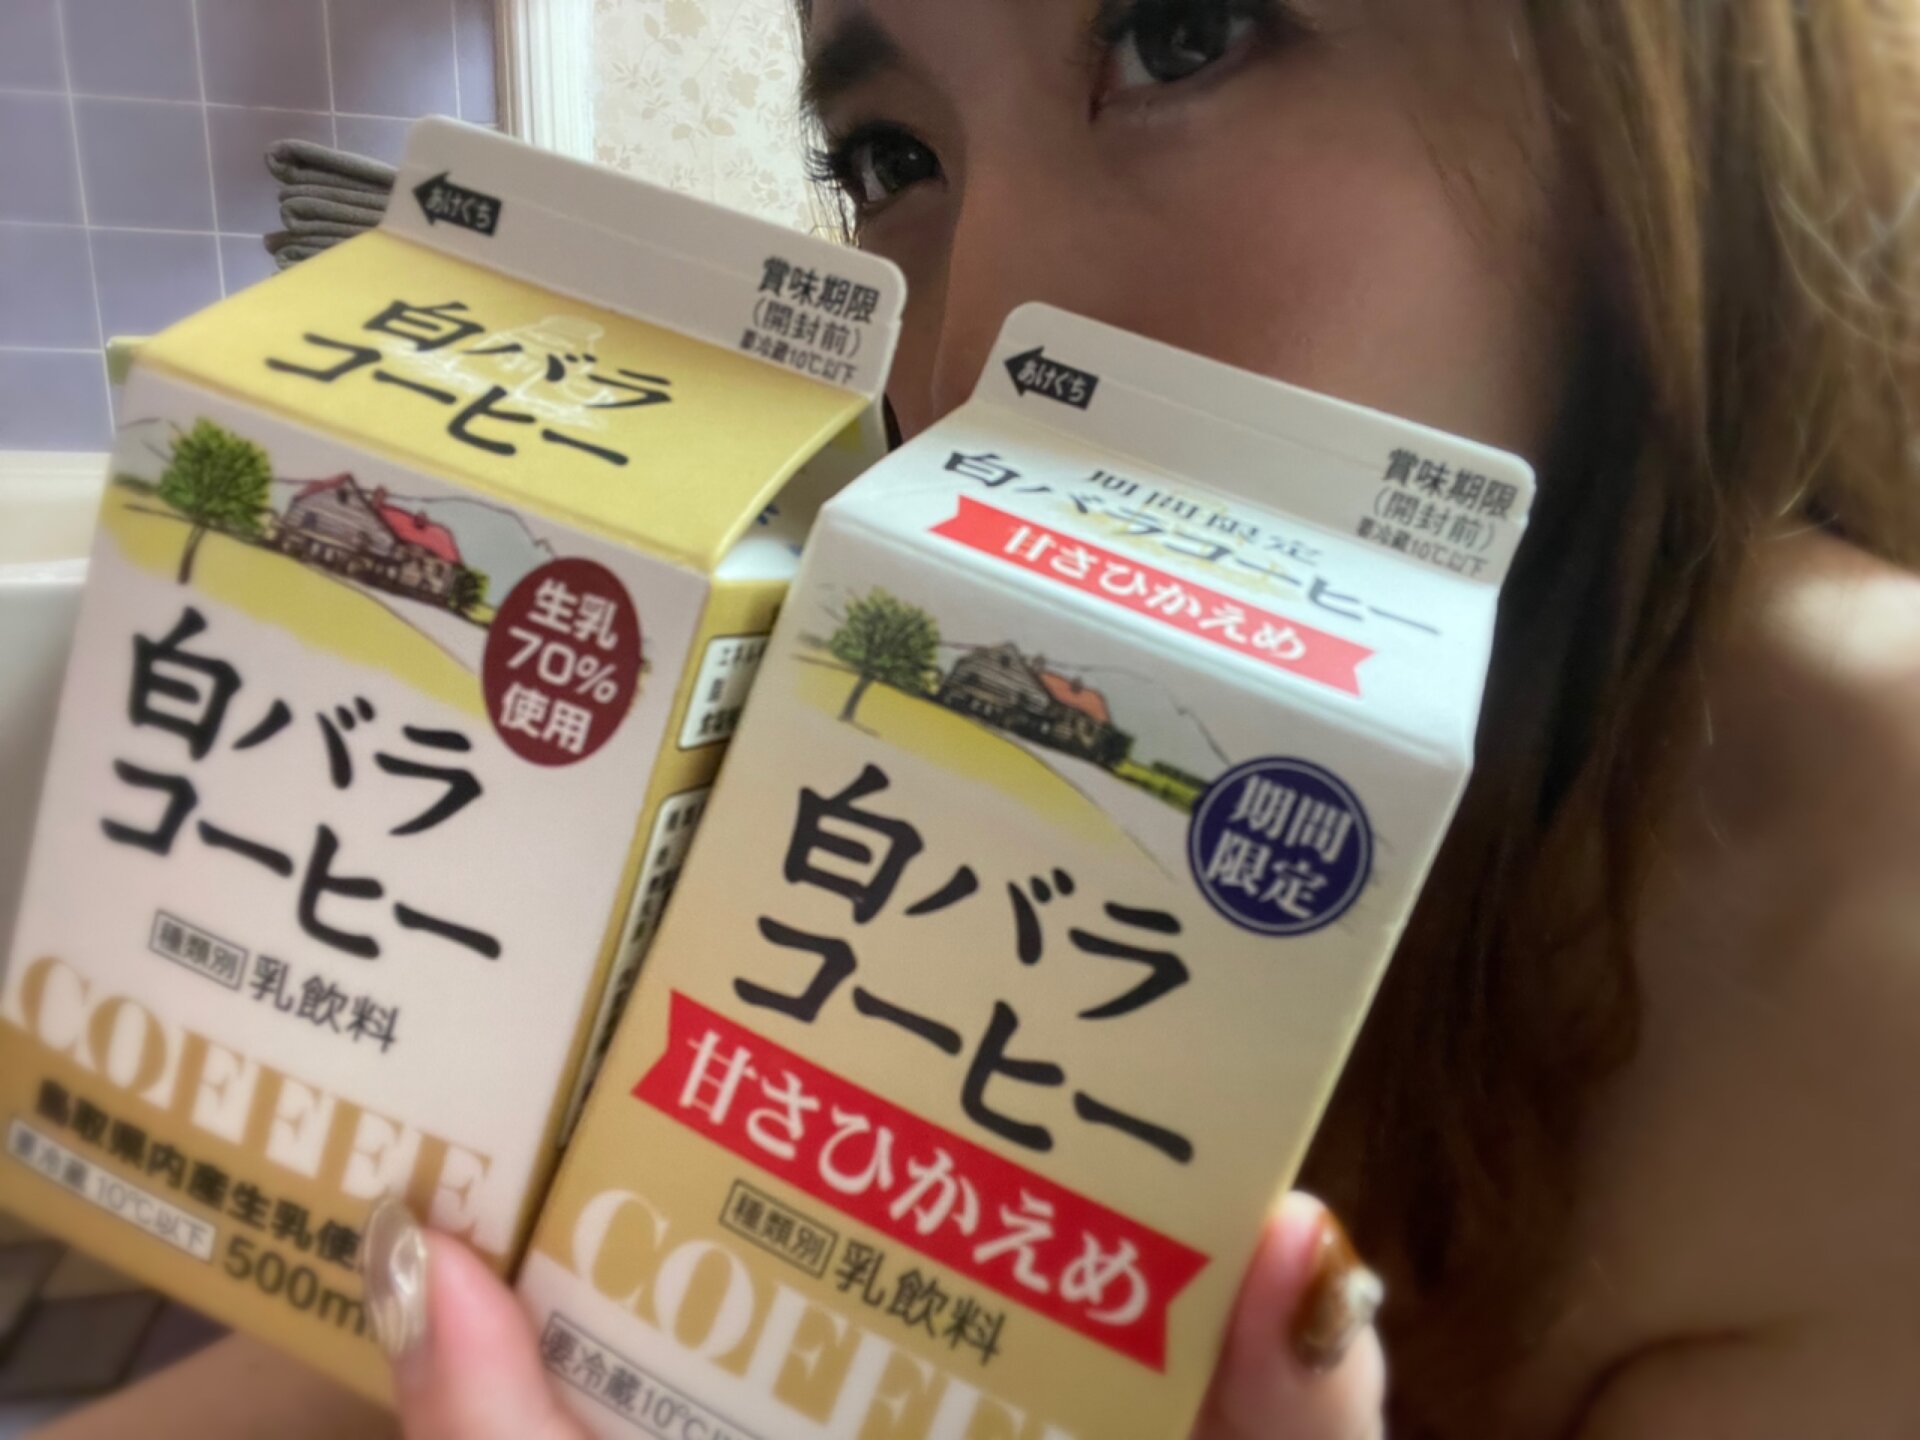 あけぐち
賞味期限
(開封前)
要冷蔵10℃以下
白バラ
コーヒー
生乳
70%
使用
白バラ
コーヒー
種類別 乳飲料
COFFEE
鳥取県内産生乳使
要冷蔵10℃以下 500m
あけぐち
賞味期限
(開封前)
要冷蔵10℃以下
白バラコーヒー
甘さひかえめ
期間
限定
白バラ
コーヒー
甘さひかえめ
種類別 乳飲料
COFFE
要冷蔵10℃以